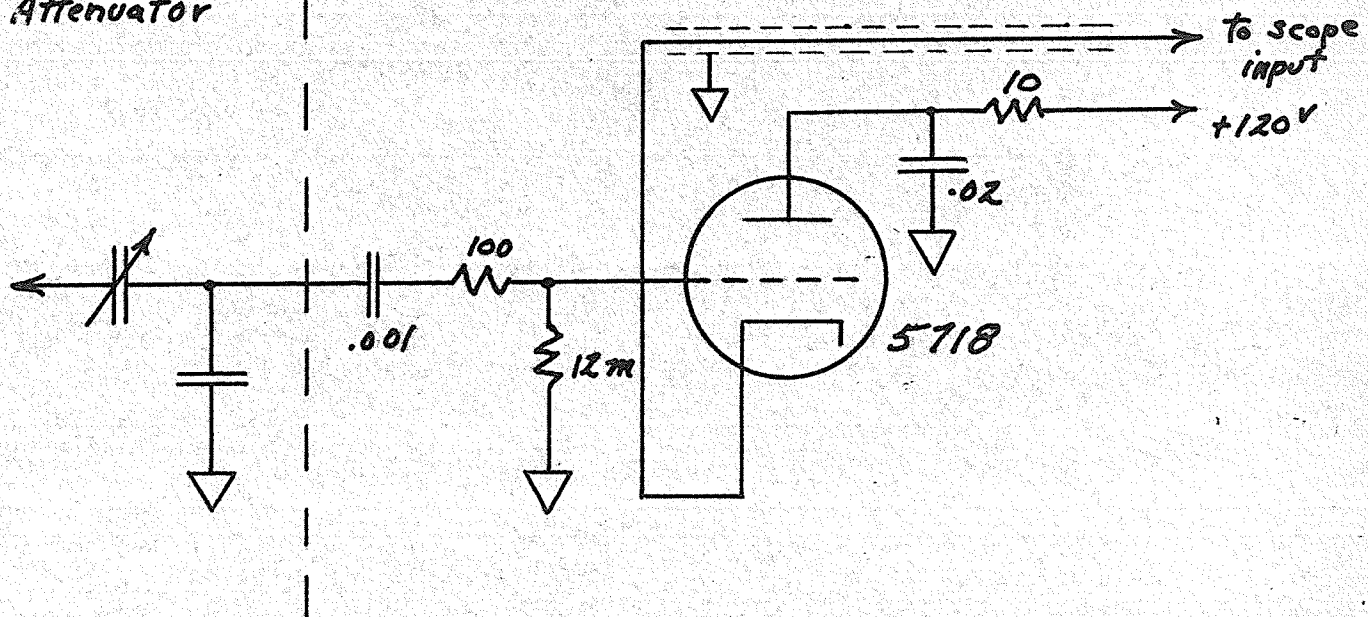 Attenuator
to scope
input
10
+120v
.02
100
.001
12m
5718